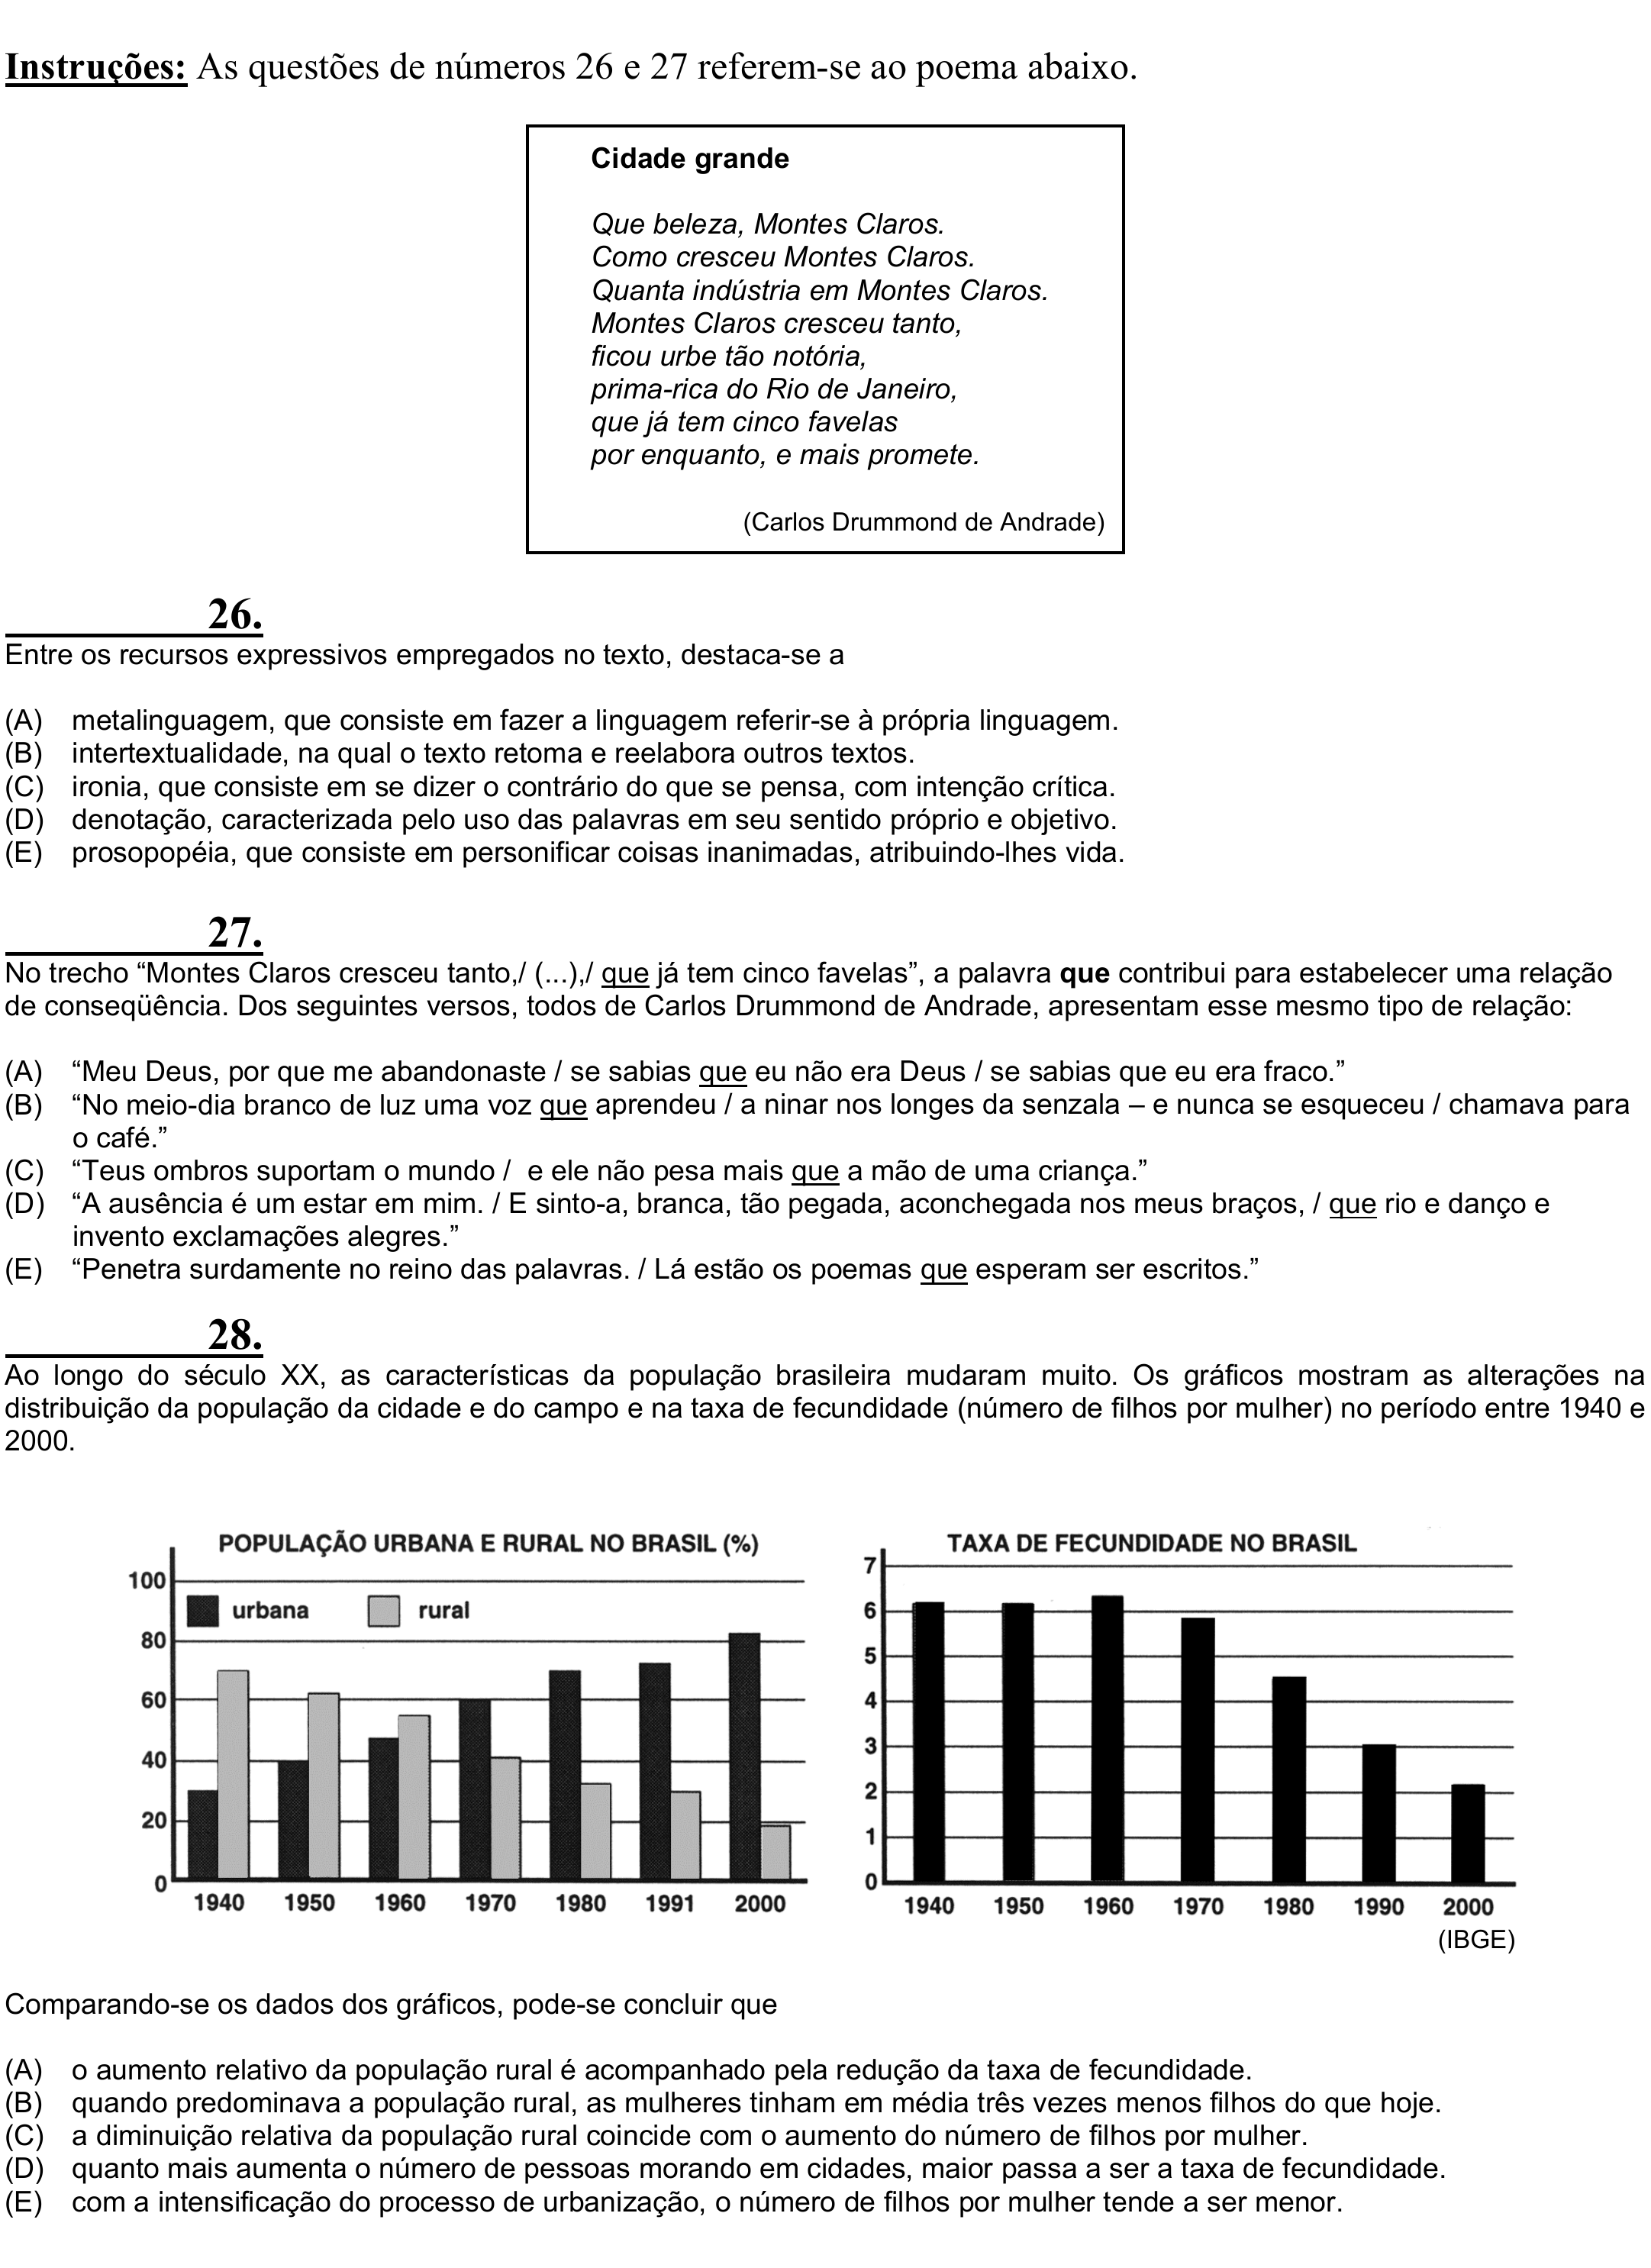 Instruções: As questões de números 26 e 27 referem-se ao poema abaixo.
Cidade grande
Que beleza, Montes Claros.
Como cresceu Montes Claros.
Quanta indústria em Montes Claros.
Montes Claros cresceu tanto,
ficou urbe tão notória,
prima-rica do Rio de Janeiro,
que já tem cinco favelas
por enquanto, e mais promete.
(Carlos Drummond de Andrade)
26.
Entre os recursos expressivos empregados no texto, destaca-se a
(A) metalinguagem, que consiste em fazer a linguagem referir-se à própria linguagem.
(B) intertextualidade, na qual o texto retoma e reelabora outros textos.
(C) ironia, que consiste em se dizer o contrário do que se pensa, com intenção crítica.
(D) denotação, caracterizada pelo uso das palavras em seu sentido próprio e objetivo.
(E) prosopopéia, que consiste em personificar coisas inanimadas, atribuindo-lhes vida.
27.
No trecho “Montes Claros cresceu tanto,/ (...),/ que já tem cinco favelas”, a palavra que contribui para estabelecer uma relação
de conseqüência. Dos seguintes versos, todos de Carlos Drummond de Andrade, apresentam esse mesmo tipo de relação:
(A) “Meu Deus, por que me abandonaste / se sabias que eu não era Deus / se sabias que eu era fraco.”
(B) “No meio-dia branco de luz uma voz que aprendeu / a ninar nos longes da senzala – e nunca se esqueceu / chamava para
o café.”
(C) “Teus ombros suportam o mundo / e ele não pesa mais que a mão de uma criança.”
(D) “A ausência é um estar em mim. / E sinto-a, branca, tão pegada, aconchegada nos meus braços, / que rio e danço e
invento exclamações alegres.”
(E) “Penetra surdamente no reino das palavras. / Lá estão os poemas que esperam ser escritos.”
28.
Ao longo do século XX, as características da população brasileira mudaram muito. Os gráficos mostram as alterações na
distribuição da população da cidade e do campo e na taxa de fecundidade (número de filhos por mulher) no período entre 1940 e
2000.
POPULAÇÃO URBANA E RURAL NO BRASIL (%)
100
urbana rural
80
60
40
20
0
1940 1950 1960 1970 1980 1991 2000
TAXA DE FECUNDIDADE NO BRASIL
7
6
5
4
3
2
1
0
1940 1950 1960 1970 1980 1990 2000
(IBGE)
Comparando-se os dados dos gráficos, pode-se concluir que
(A) o aumento relativo da população rural é acompanhado pela redução da taxa de fecundidade.
(B) quando predominava a população rural, as mulheres tinham em média três vezes menos filhos do que hoje.
(C) a diminuição relativa da população rural coincide com o aumento do número de filhos por mulher.
(D) quanto mais aumenta o número de pessoas morando em cidades, maior passa a ser a taxa de fecundidade.
(E) com a intensificação do processo de urbanização, o número de filhos por mulher tende a ser menor.